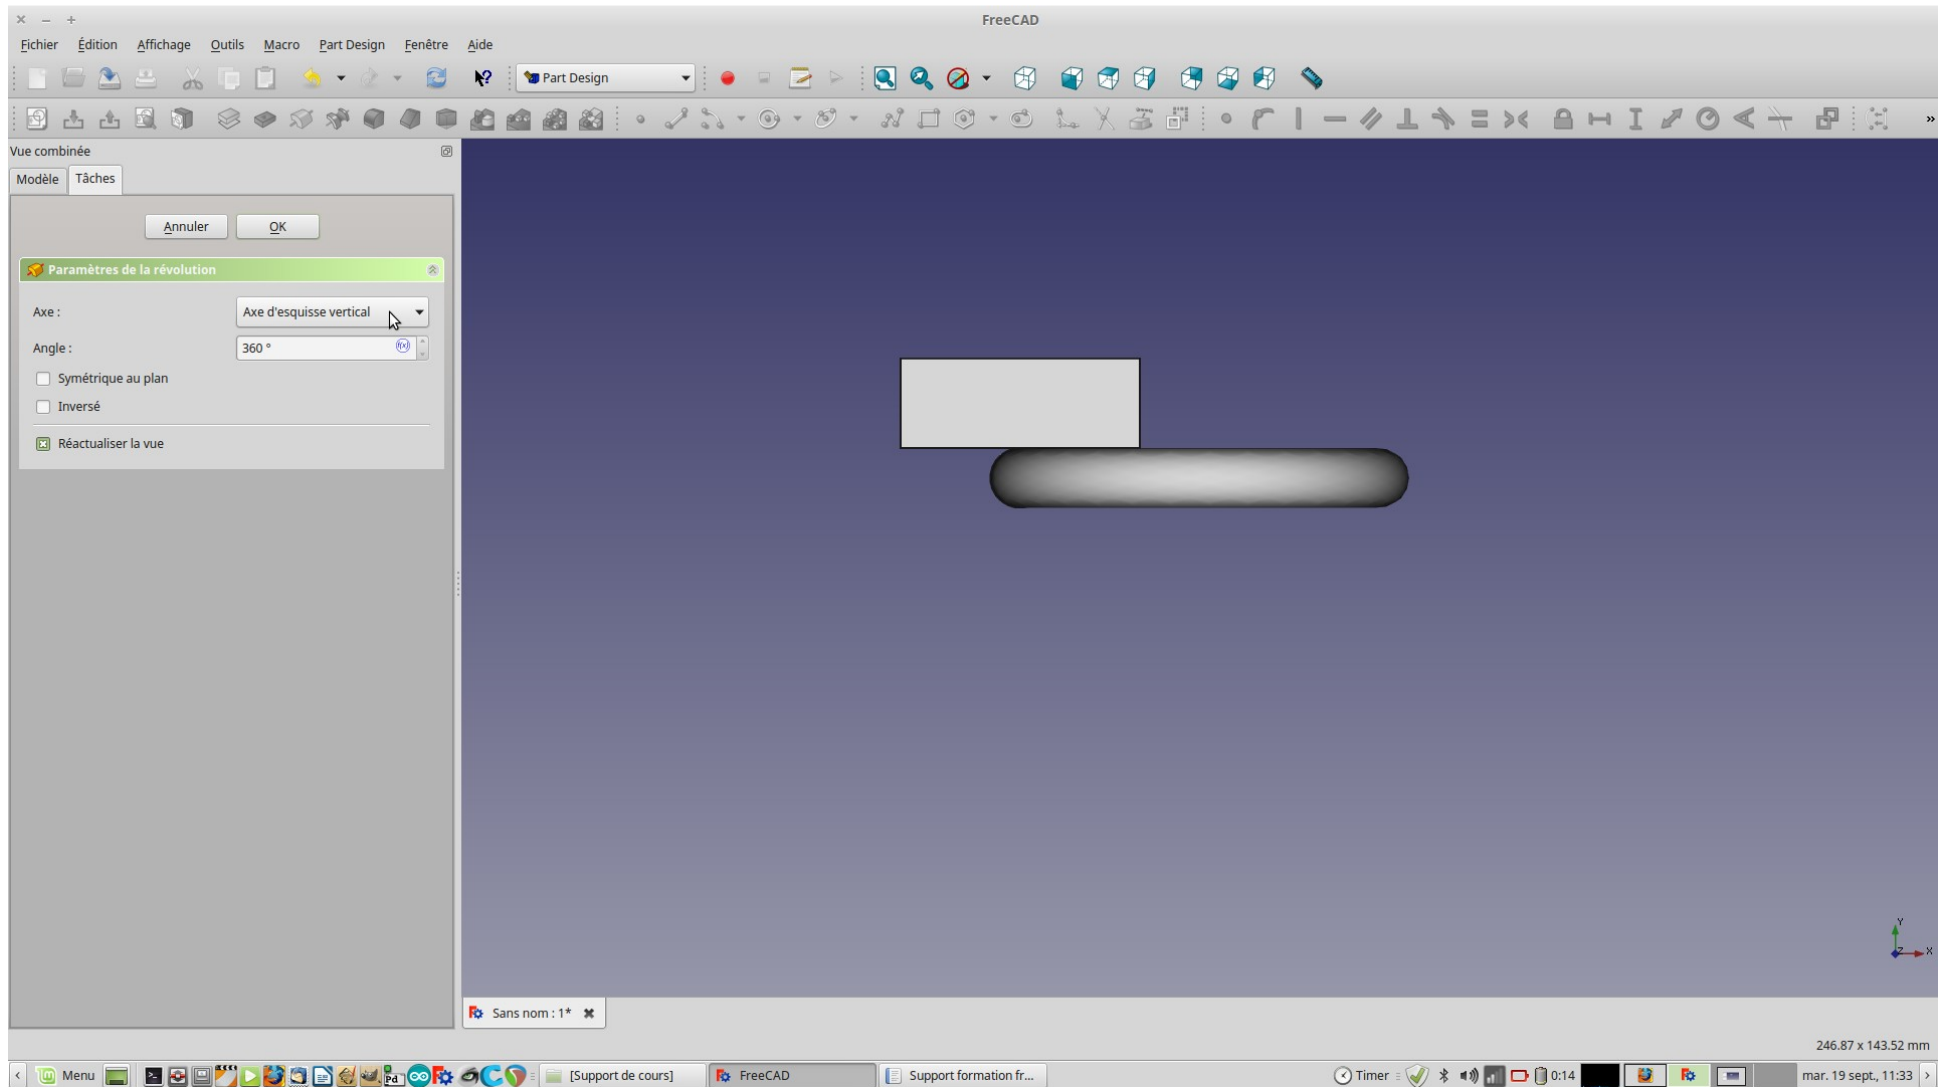 FreeCAD
Fichier Édition Affichage Outils Macro Part Design Fenêtre Aide
Part Design
Vue combinée
Modèle Tâches
Annuler OK
Paramètres de la révolution
Axe : Axe d'esquisse vertical
Angle : 360 °
Symétrique au plan
Inversé
Réactualiser la vue
Y
Z X
Sans nom : 1*
246.87 x 143.52 mm
Menu [Support de cours] FreeCAD Support formation fr... Timer 0:14 mar. 19 sept., 11:33